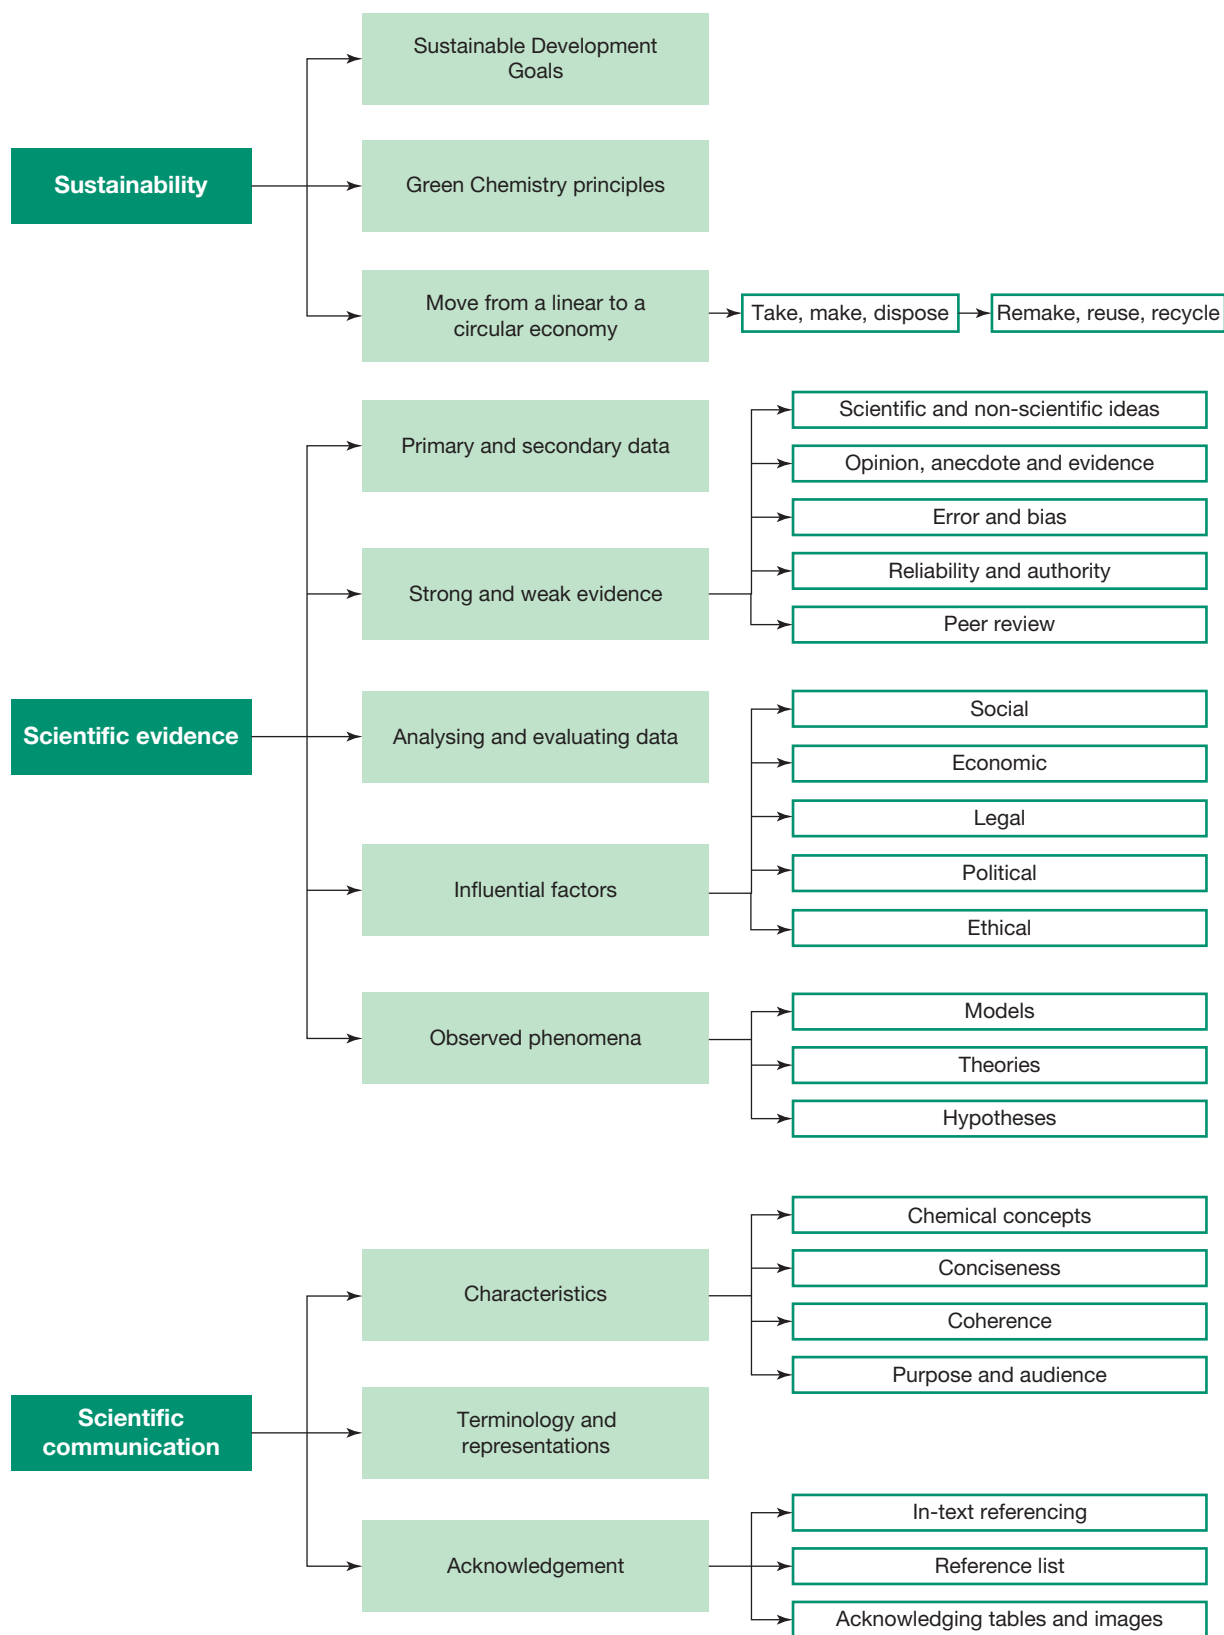 Sustainability
Sustainable Development
Goals
Green Chemistry principles
Move from a linear to a
circular economy
Take, make, dispose
Remake, reuse, recycle
Scientific evidence
Primary and secondary data
Strong and weak evidence
Scientific and non-scientific ideas
Opinion, anecdote and evidence
Error and bias
Reliability and authority
Peer review
Analysing and evaluating data
Influential factors
Social
Economic
Legal
Political
Ethical
Observed phenomena
Models
Theories
Hypotheses
Scientific
communication
Characteristics
Chemical concepts
Conciseness
Coherence
Purpose and audience
Terminology and
representations
Acknowledgement
In-text referencing
Reference list
Acknowledging tables and images